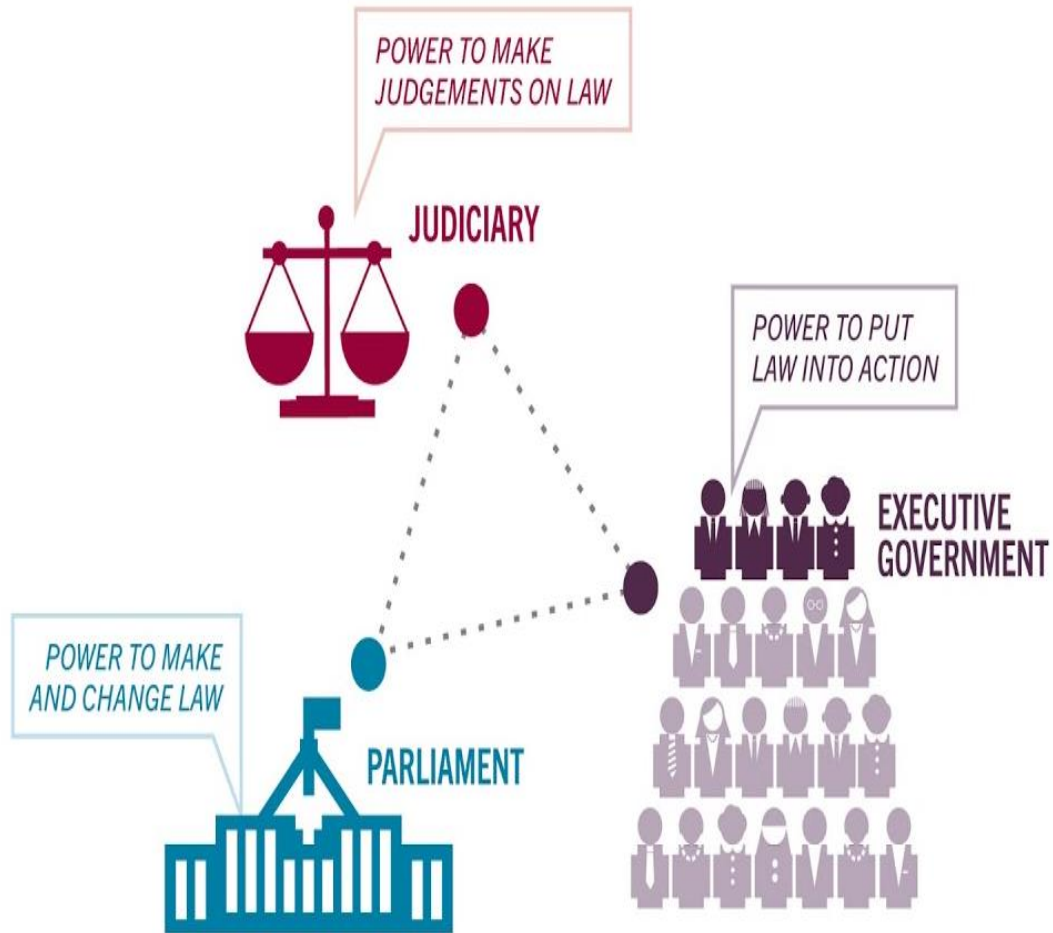 POWER TO MAKE
JUDGEMENTS ON LAW
JUDICIARY
POWER TO PUT
LAW INTO ACTION
EXECUTIVE
GOVERNMENT
POWER TO MAKE
AND CHANGE LAW
PARLIAMENT